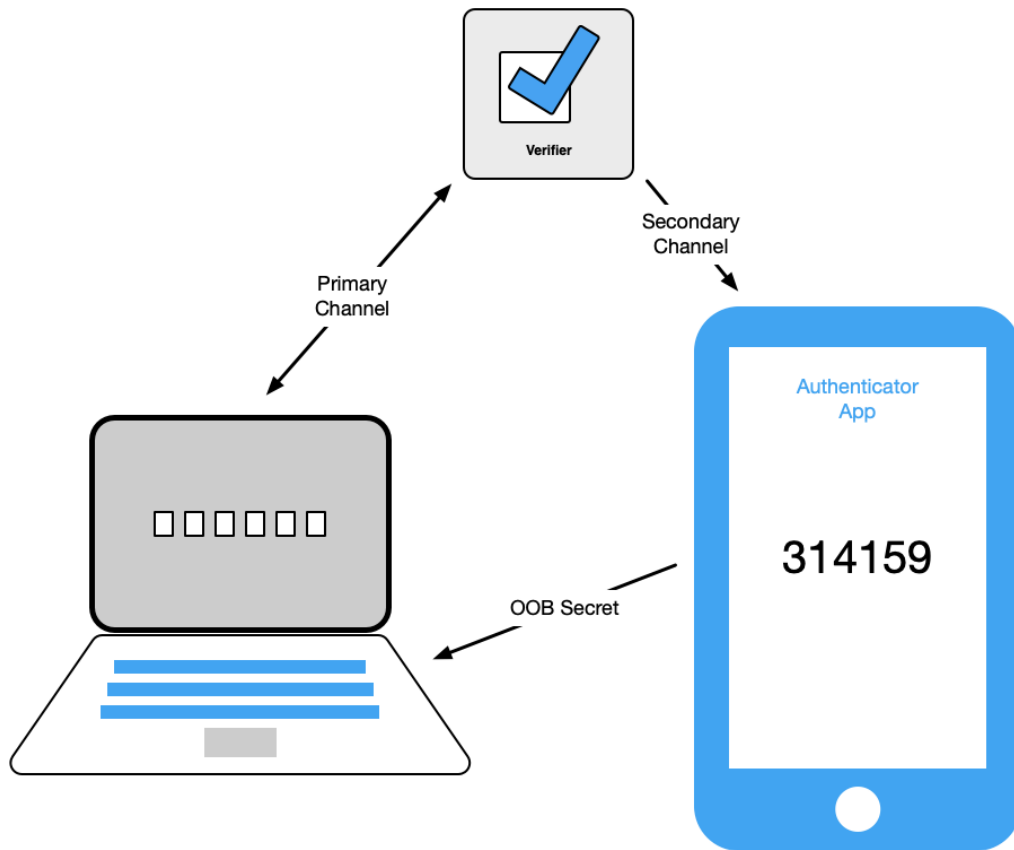 Verifier
Secondary
Channel
Primary
Channel
Authenticator
App
314159
OOB Secret